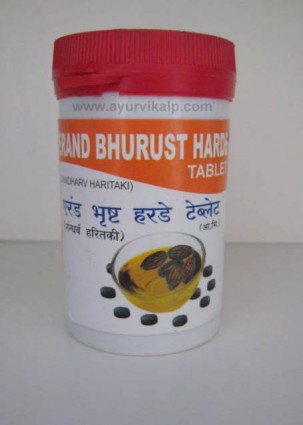 www.ayurvikalp.com
ERAND BHURUST HARDE
TABLET
(GANDHARV HARITAKI)
एरंड भृष्ट हरडे टेब्लेट
(गन्धर्व हरितकी)